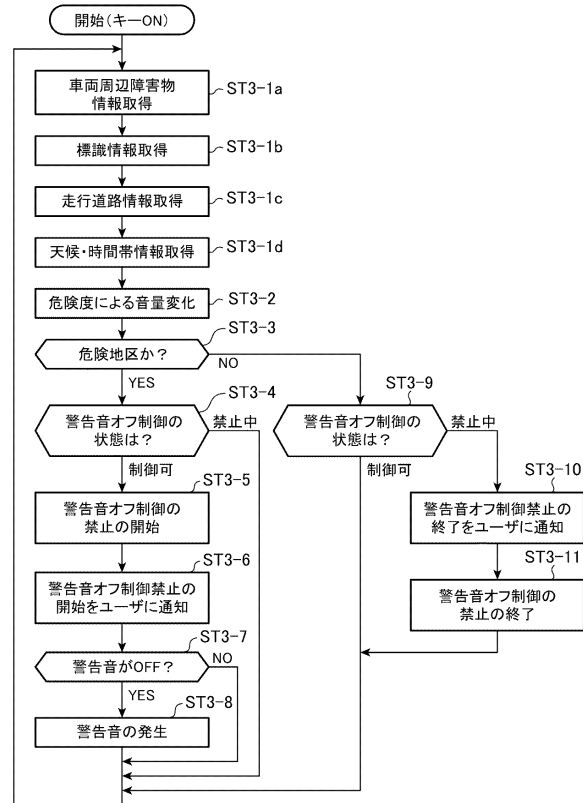 開始（キーON）
車両周辺障害物
情報取得
ST3-1a
標識情報取得
ST3-1b
走行道路情報取得
ST3-1c
天候・時間帯情報取得
ST3-1d
危険度による音量変化
ST3-2
ST3-3
危険地区か？
NO
YES
ST3-4
警告音オフ制御の
状態は？
禁止中
制御可
ST3-5
警告音オフ制御の
禁止の開始
ST3-6
警告音オフ制御禁止の
開始をユーザに通知
ST3-7
警告音がOFF？
NO
YES
ST3-8
警告音の発生
ST3-9
警告音オフ制御の
状態は？
禁止中
制御可
ST3-10
警告音オフ制御禁止の
終了をユーザに通知
ST3-11
警告音オフ制御の
禁止の終了